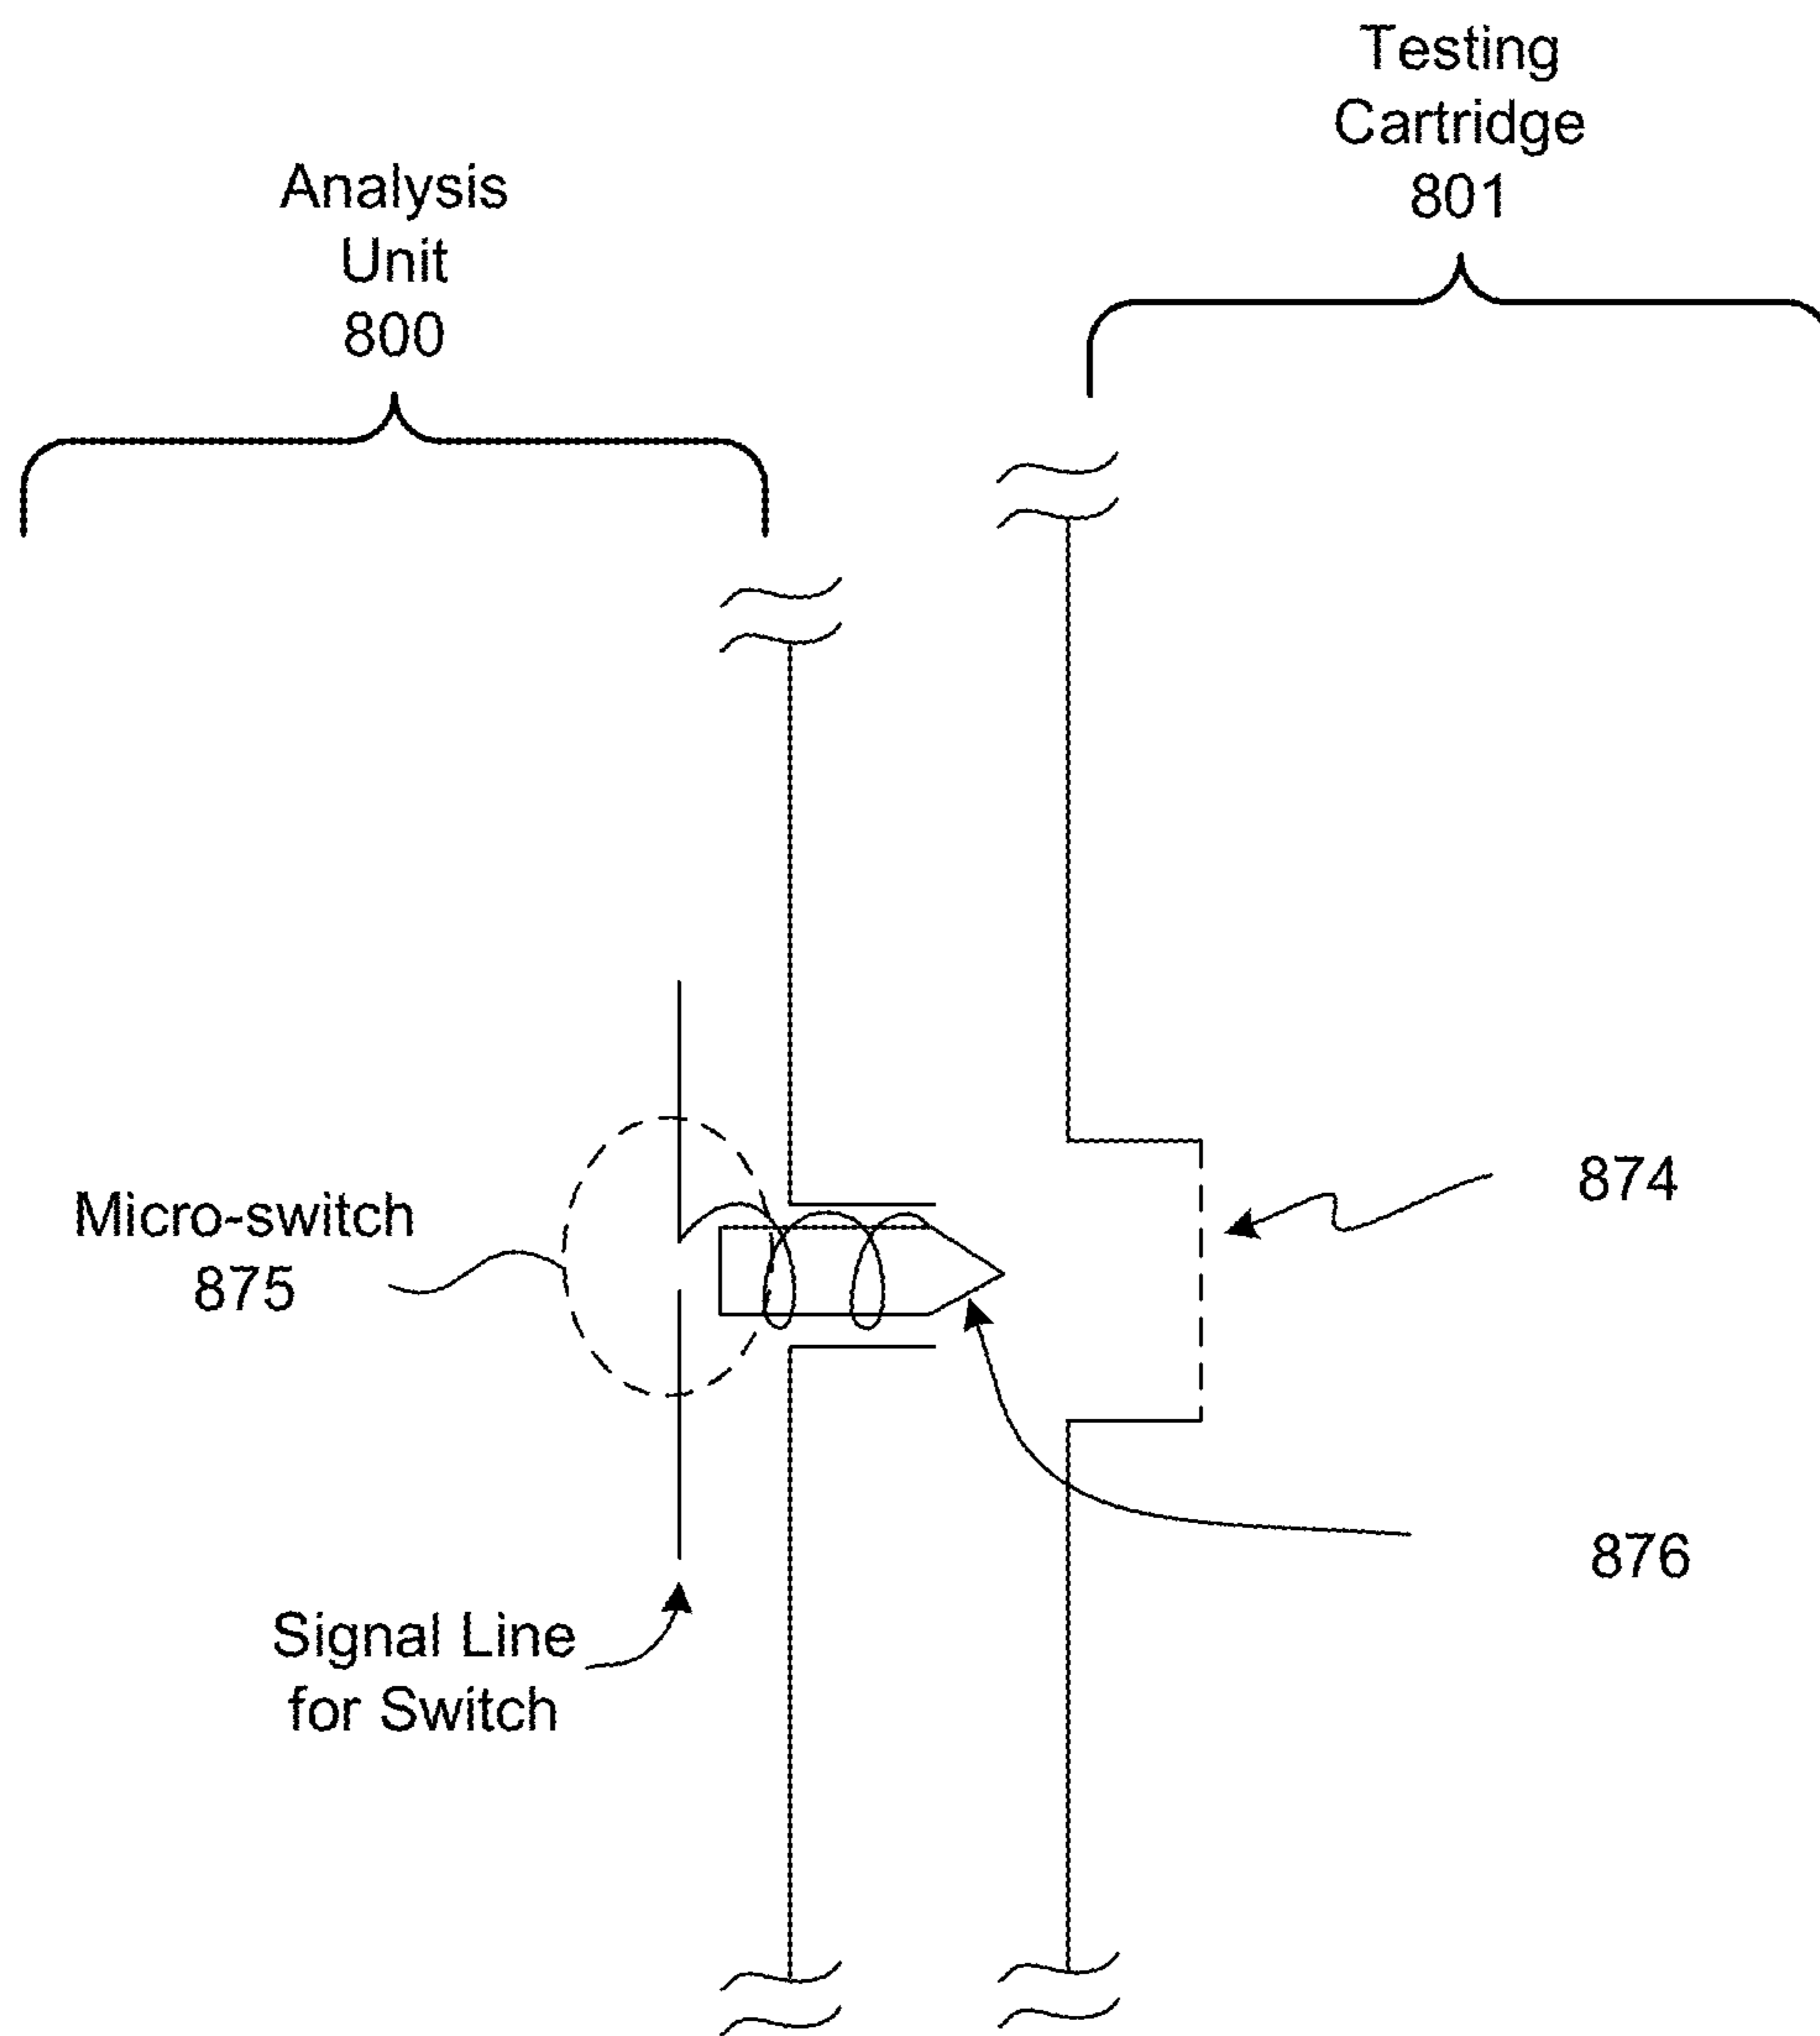 Testing
Cartridge
801
Analysis
Unit
800
874
Micro-switch
875
876
Signal Line
for Switch